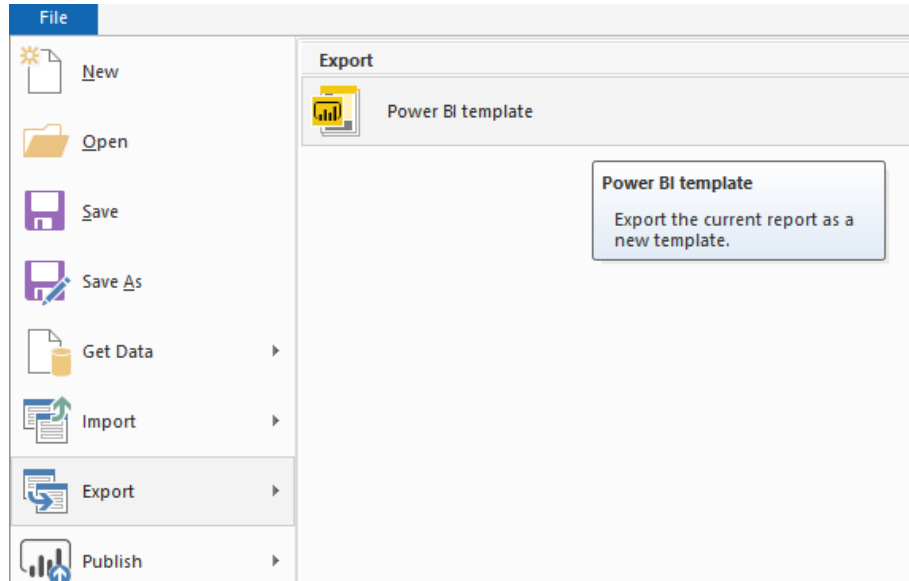 File
New
Open
Save
Save As
Get Data
Import
Export
Publish
Export
Power BI template
Power BI template
Export the current report as a
new template.